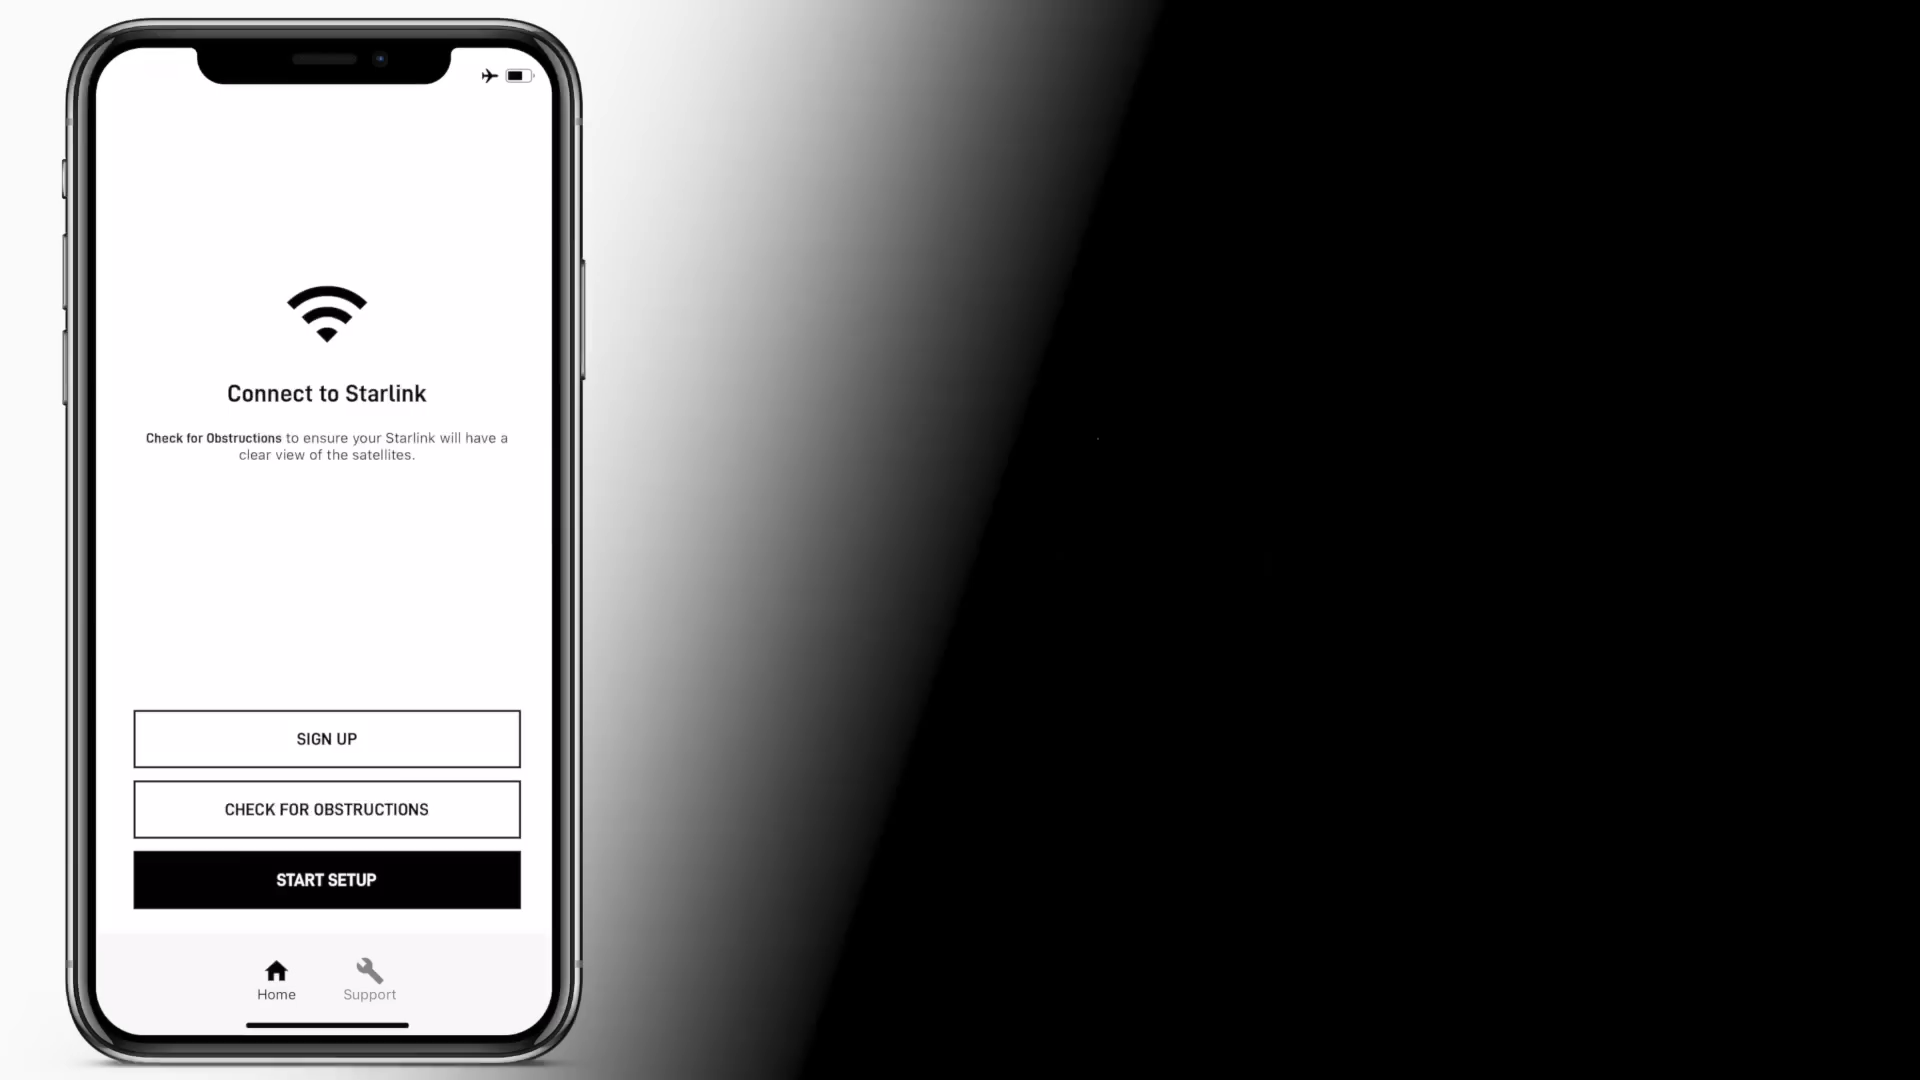 Connect to Starlink
Check for Obstructions to ensure your Starlink will have a
clear view of the satellites.
SIGN UP
CHECK FOR OBSTRUCTIONS
START SETUP
Home
Support